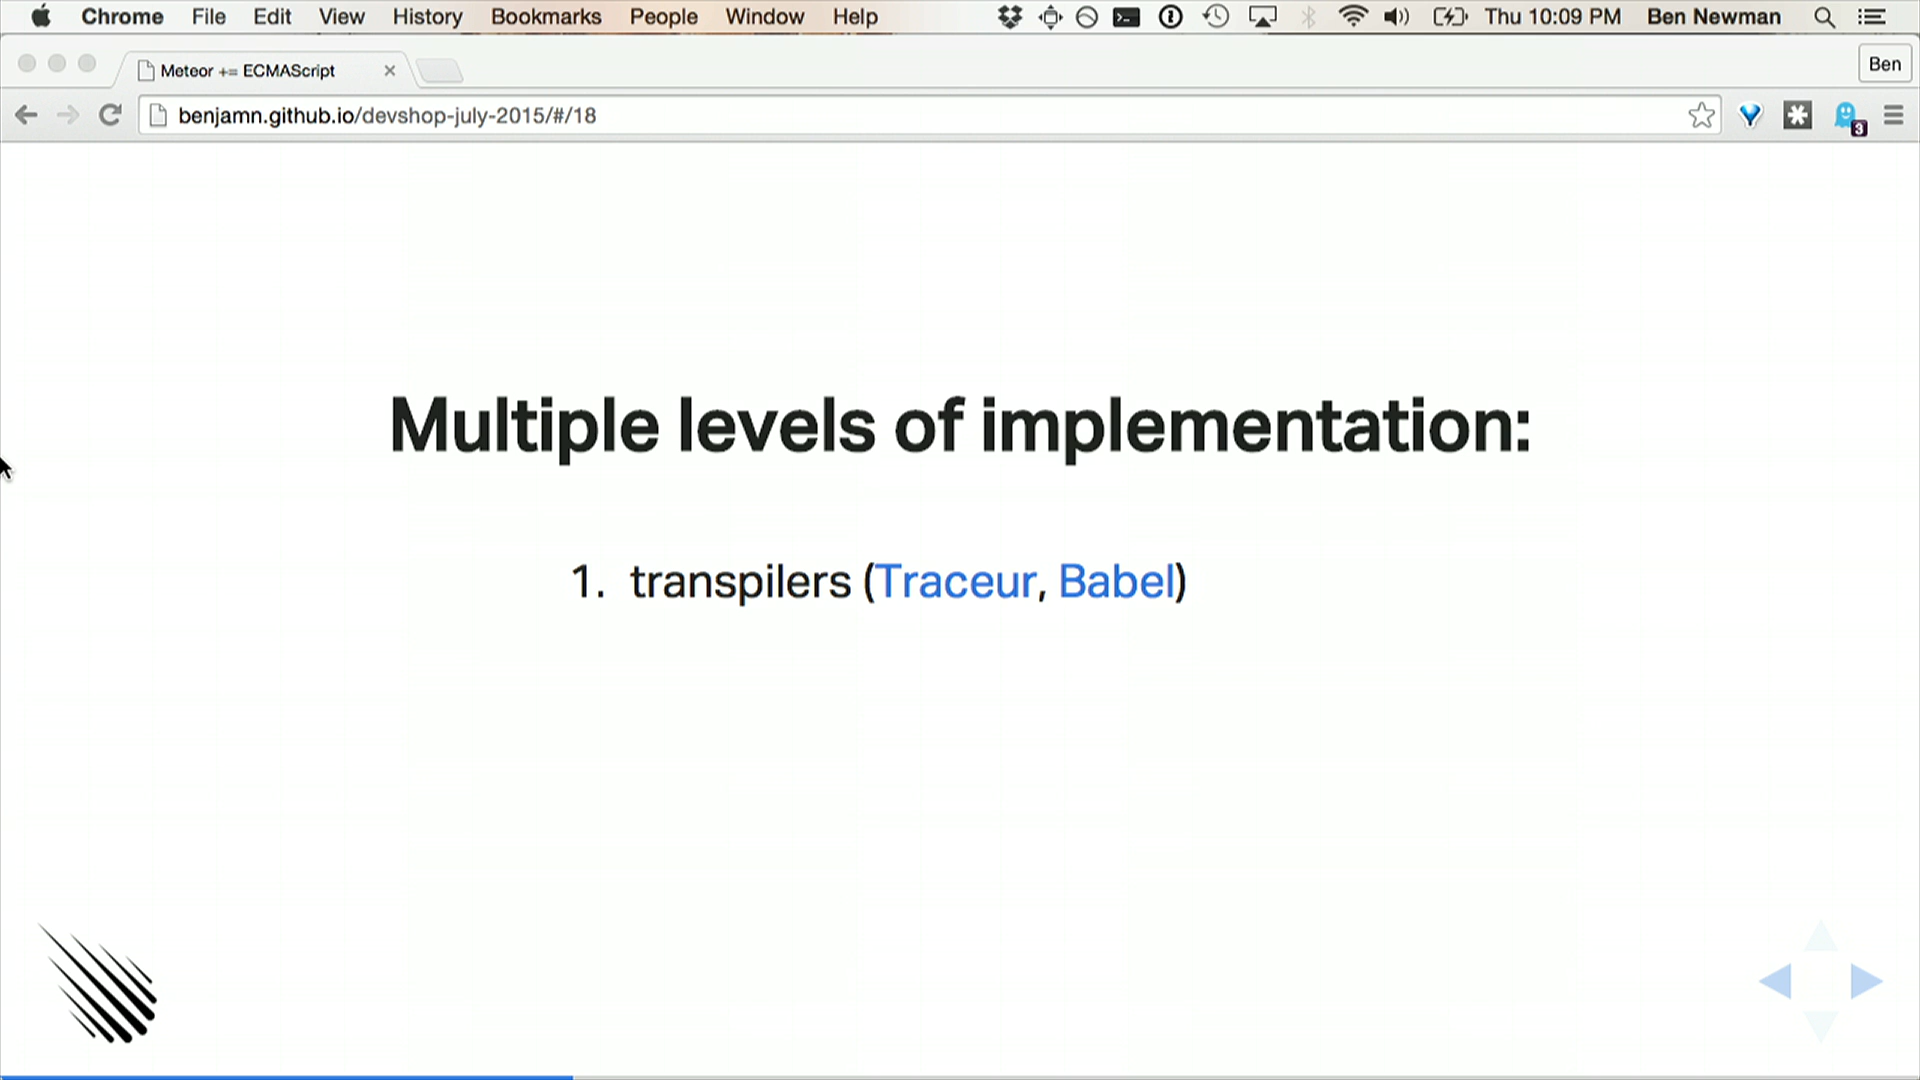 Chrome File Edit View History Bookmarks People Window Help Thu 10:09 PM Ben Newman
Meteor += ECMAScript
Ben
benjamn.github.io/devshop-july-2015/#/18
3
Multiple levels of implementation:
1. transpilers (Traceur, Babel)